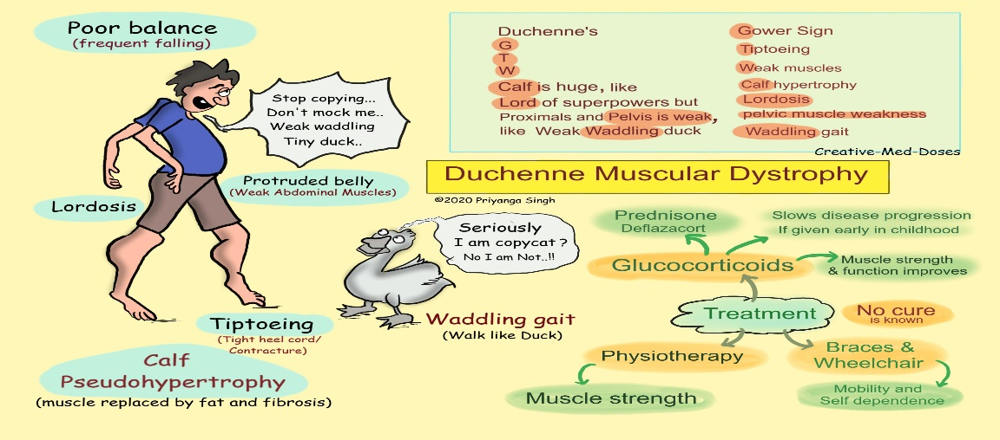 Poor balance
(frequent falling)
Stop copying...
Don't mock me..
Weak waddling
Tiny duck..
Protruded belly
(Weak Abdominal Muscles)
Lordosis
Tiptoeing
(Tight heel cord/
Contracture)
Calf
Pseudohypertrophy
(muscle replaced by fat and fibrosis)
Duchenne's
G
T
W
Calf is huge, like
Lord of superpowers but
Proximals and Pelvis is weak,
like Weak Waddling duck
Gower Sign
Tiptoeing
Weak muscles
Calf hypertrophy
Lordosis
pelvic muscle weakness
Waddling gait
Creative-Med-Doses
Duchenne Muscular Dystrophy
©2020 Priyanga Singh
Seriously
I am copycat ?
No I am Not..!!
Waddling gait
(Walk like Duck)
Prednisone
Deflazacort
Slows disease progression
If given early in childhood
Glucocorticoids
Muscle strength
& function improves
Treatment
No cure
is known
Physiotherapy
Braces &
Wheelchair
Muscle strength
Mobility and
Self dependence